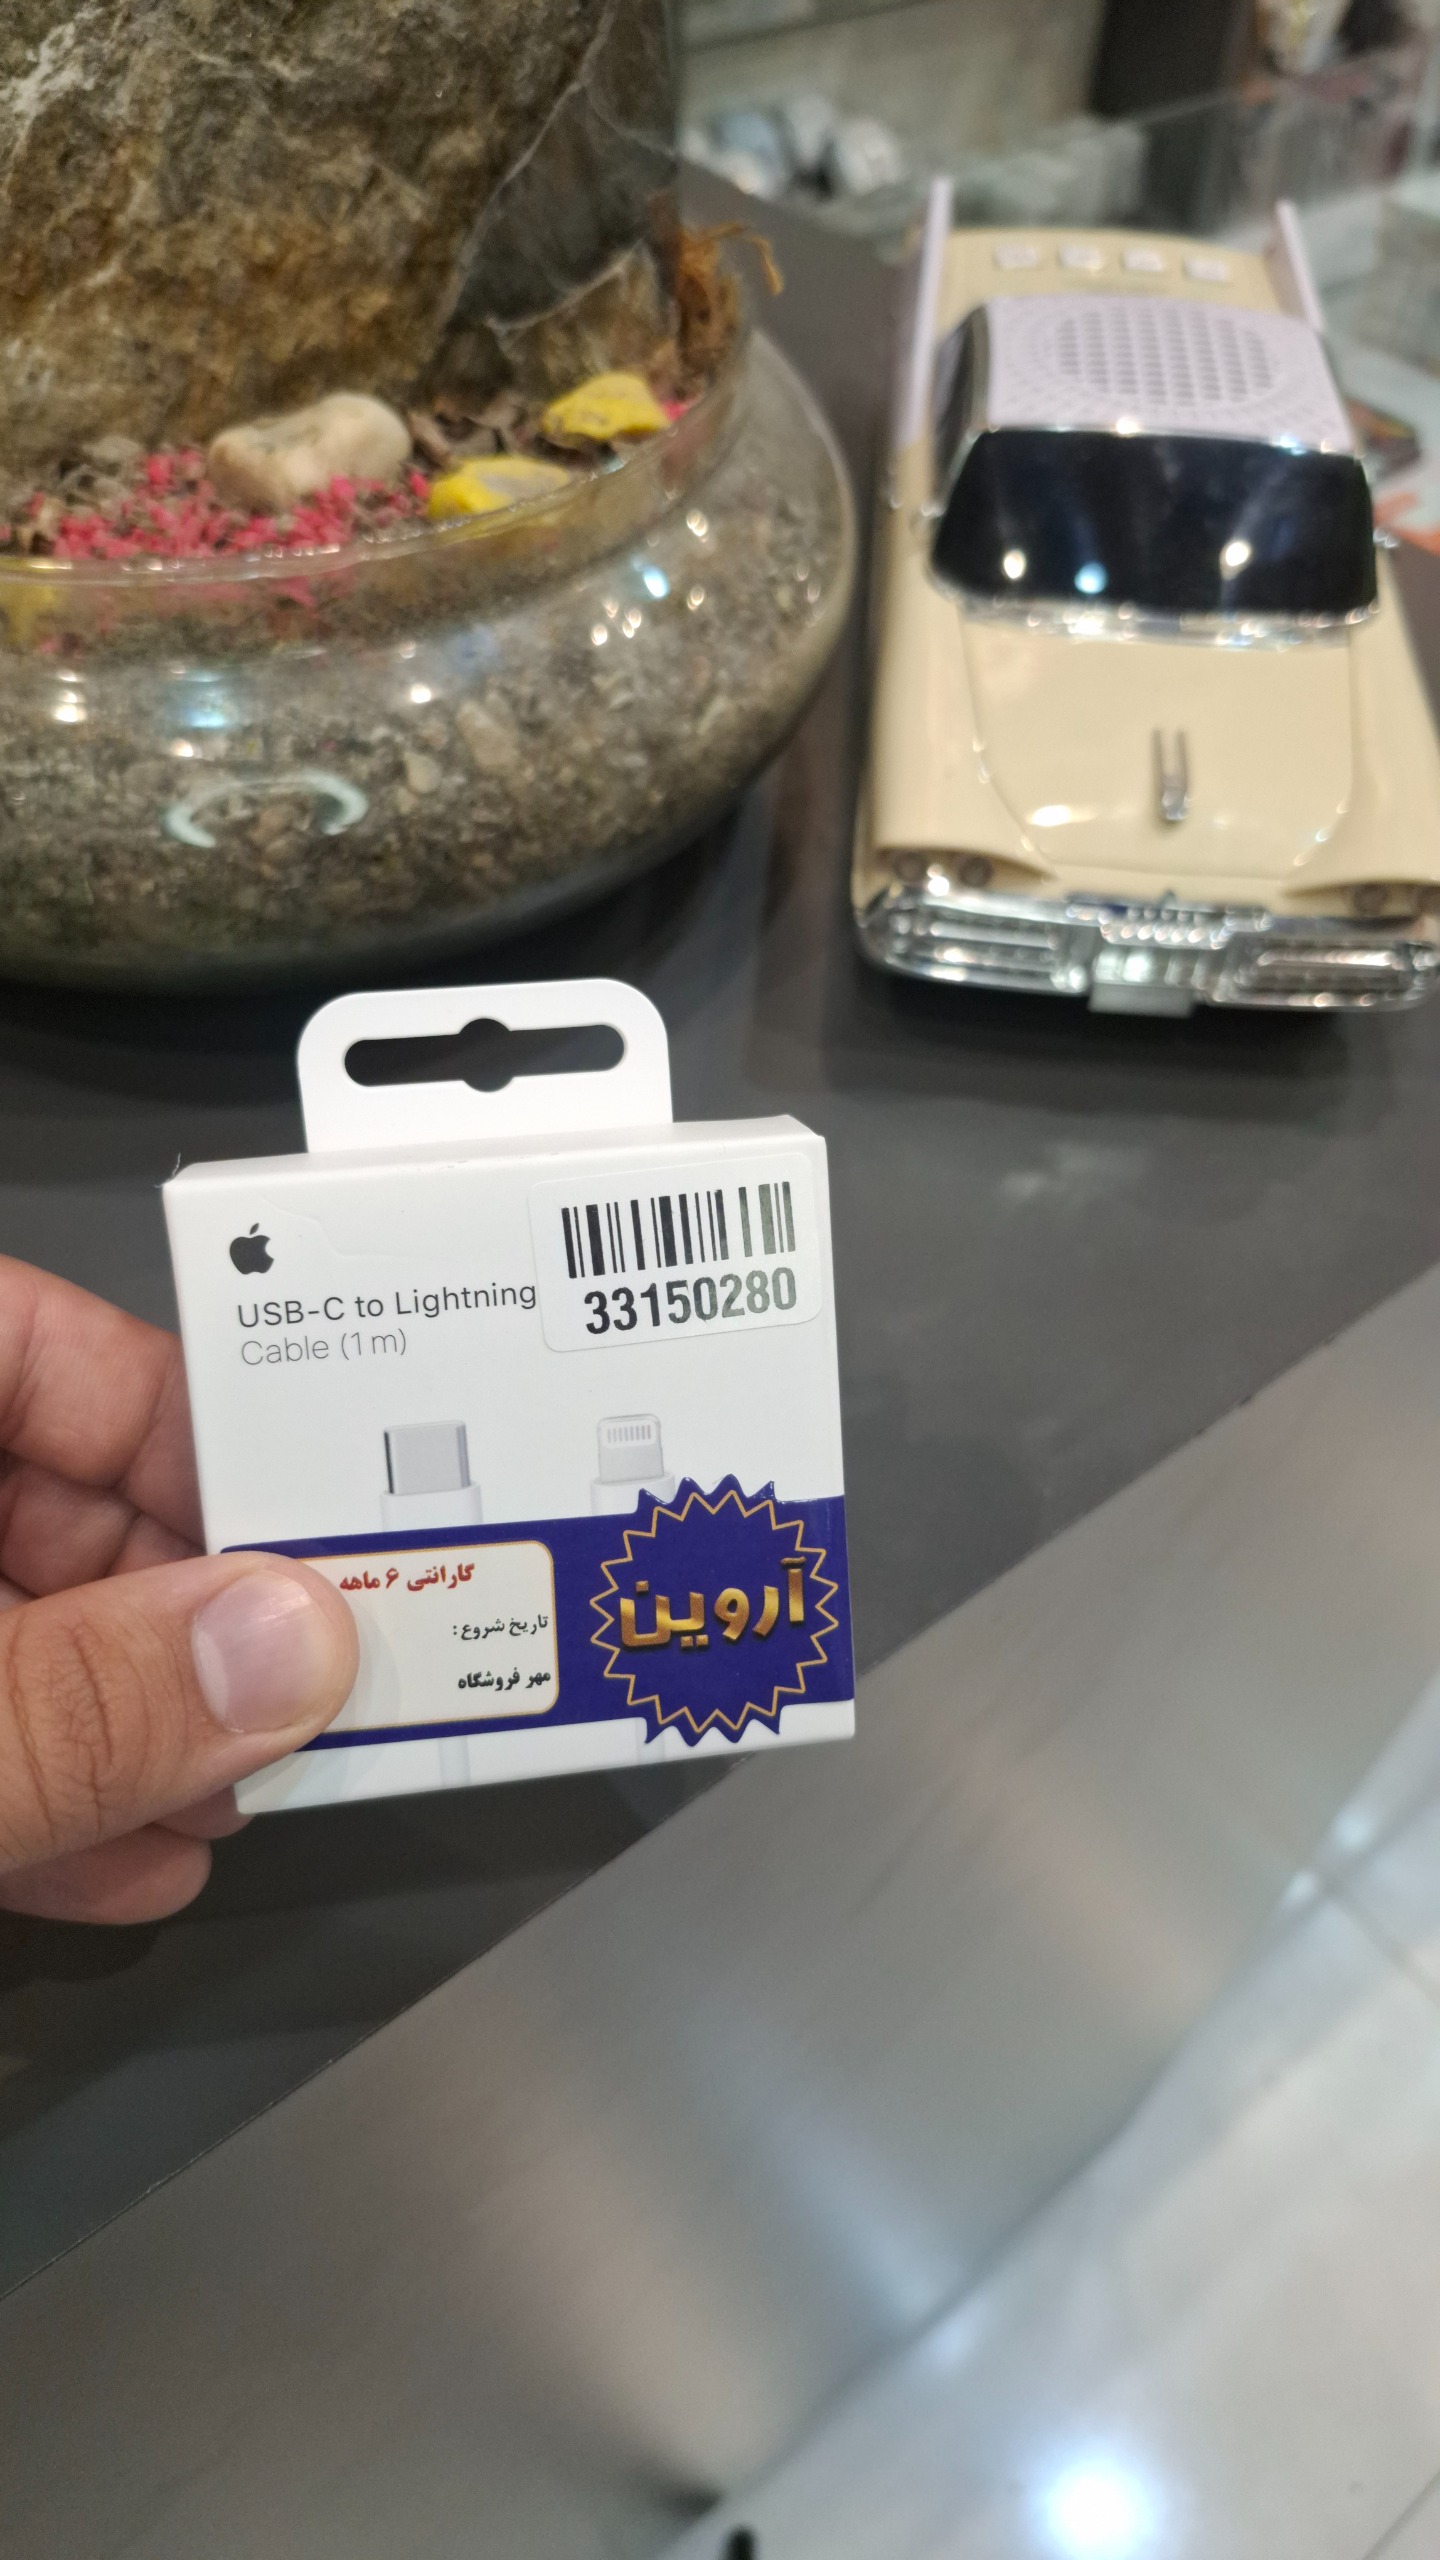 USB-C to Lightning
Cable (1 m)
33150280
گارانتی ۶ ماهه
تاریخ شروع :
مهر فروشگاه
آروین